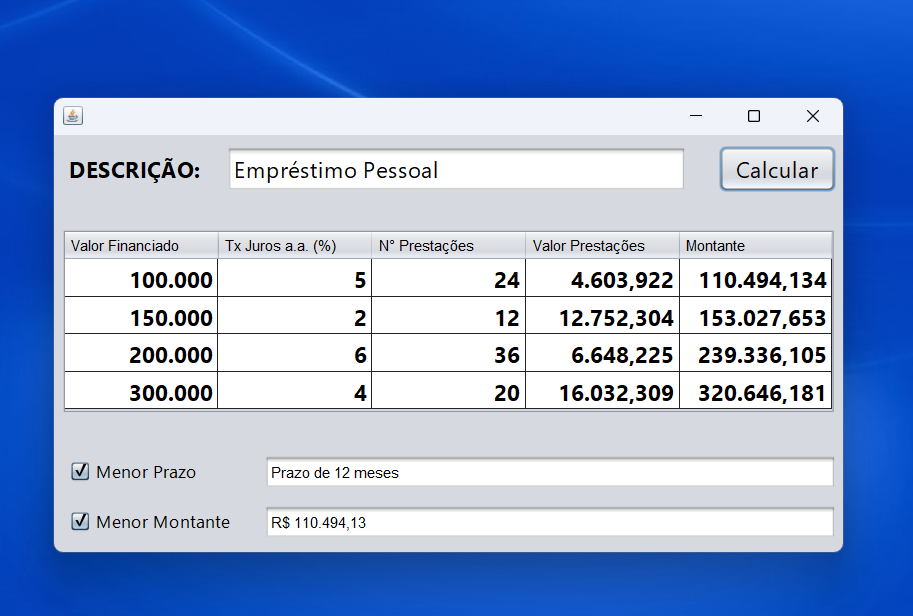 DESCRIÇÃO: Empréstimo Pessoal Calcular
Valor Financiado Tx Juros a.a. (%) N° Prestações Valor Prestações Montante
100.000 5 24 4.603,922 110.494,134
150.000 2 12 12.752,304 153.027,653
200.000 6 36 6.648,225 239.336,105
300.000 4 20 16.032,309 320.646,181
Menor Prazo Prazo de 12 meses
Menor Montante R$ 110.494,13